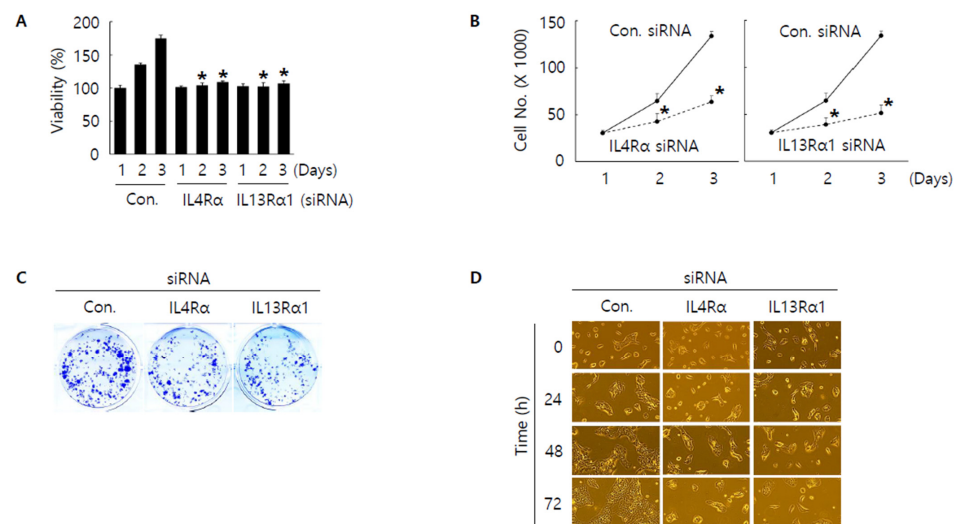 A
Viability (%)
200
150
100
50
0
* * * *
1 2 3 1 2 3 1 2 3 (Days)
Con. IL4Rα IL13Rα1 (siRNA)
B
Cell No. (X 1000)
150
100
50
0
Con. siRNA
*
*
IL4Rα siRNA
Con. siRNA
*
*
IL13Rα1 siRNA
1 2 3 1 2 3 (Days)
C
siRNA
Con. IL4Rα IL13Rα1
D
siRNA
Con. IL4Rα IL13Rα1
Time (h)
0
24
48
72